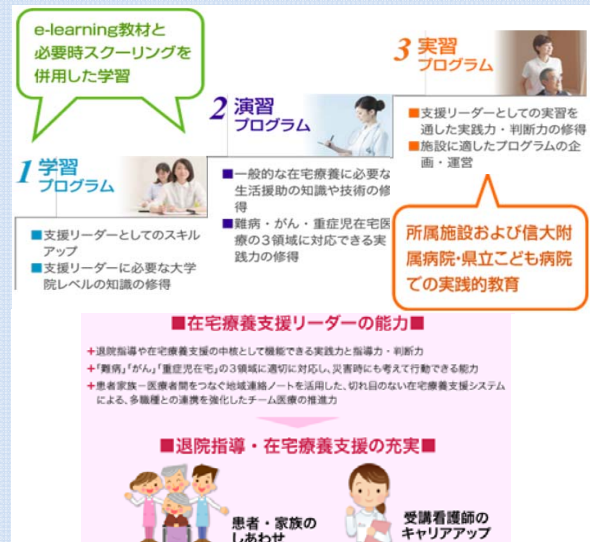 e-learning教材と
必要時スクーリングを
併用した学習
1 学習
プログラム
■支援リーダーとしてのスキル
アップ
■支援リーダーに必要な大学
院レベルの知識の修得
2 演習
プログラム
■一般的な在宅療養に必要な
生活援助の知識や技術の修
得
■難病・がん・重症児在宅医
療の3領域に対応できる実
践力の修得
3 実習
プログラム
■支援リーダーとしての実習を
通した実践力・判断力の修得
■施設に適したプログラムの企
画・運営
所属施設および信大附
属病院・県立こども病院
での実践的教育
■在宅療養支援リーダーの能力■
+退院指導や在宅療養支援の中核として機能できる実践力と指導力・判断力
+「難病」「がん」「重症児在宅」の3領域に適切に対応し、災害時にも考えて行動できる能力
+患者家族－医療者間をつなぐ地域連絡ノートを活用した、切れ目のない在宅療養支援システム
による、多職種との連携を強化したチーム医療の推進力
■退院指導・在宅療養支援の充実■
患者・家族の
しあわせ
受講看護師の
キャリアアップ